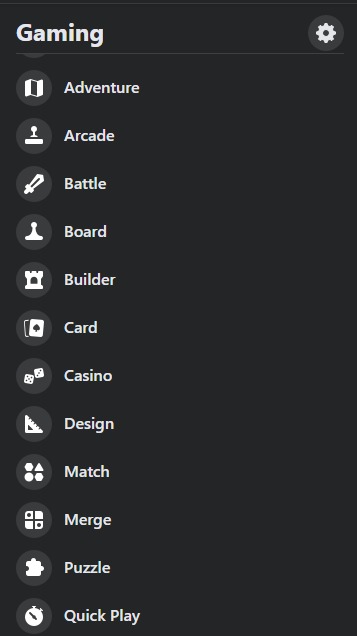 Gaming
Adventure
Arcade
Battle
Board
Builder
Card
Casino
Design
Match
Merge
Puzzle
Quick Play